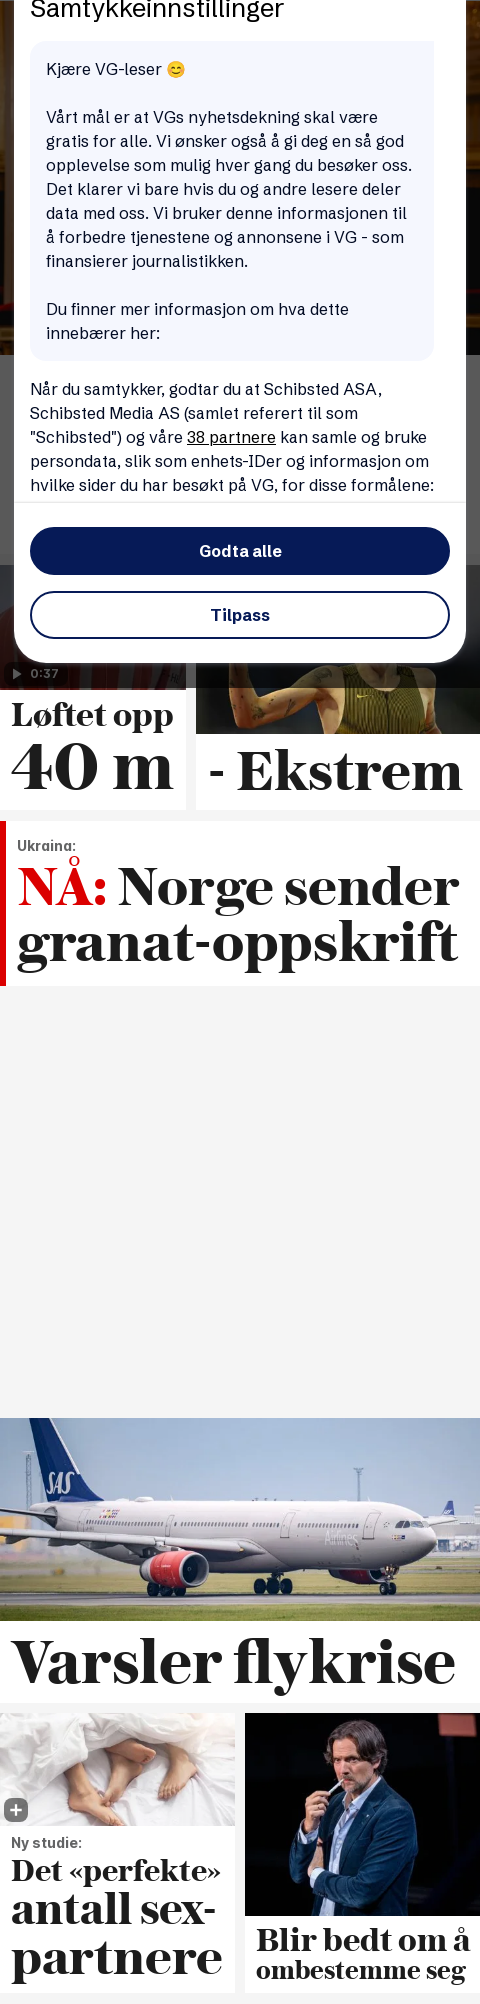 Samtykkeinnstillinger
Kjære VG-leser 😊
Vårt mål er at VGs nyhetsdekning skal være
gratis for alle. Vi ønsker også å gi deg en så god
opplevelse som mulig hver gang du besøker oss.
Det klarer vi bare hvis du og andre lesere deler
data med oss. Vi bruker denne informasjonen til
å forbedre tjenestene og annonsene i VG - som
finansierer journalistikken.
Du finner mer informasjon om hva dette
innebærer her:
Når du samtykker, godtar du at Schibsted ASA,
Schibsted Media AS (samlet referert til som
"Schibsted") og våre 38 partnere kan samle og bruke
persondata, slik som enhets-IDer og informasjon om
hvilke sider du har besøkt på VG, for disse formålene:
Godta alle
Tilpass
0:37
Løftet opp
40 m
- Ekstrem
Ukraina:
NÅ: Norge sender
granat-oppskrift
SAS
Airlines
Varsler flykrise
Ny studie:
Det «perfekte»
antall sex-
partnere
Blir bedt om å
ombestemme seg